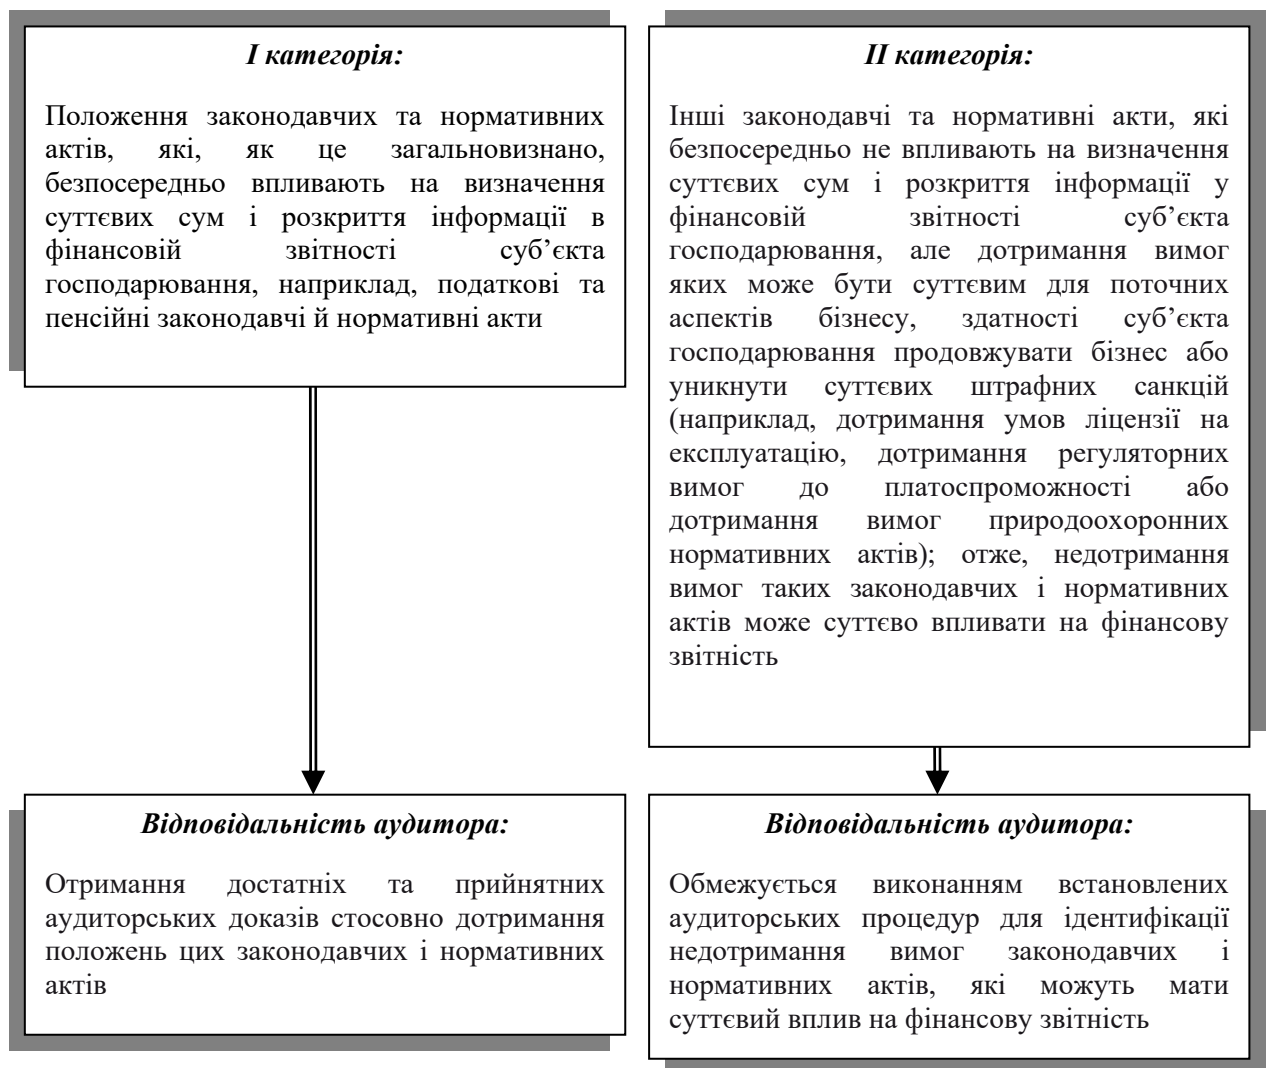 І категорія:
Положення законодавчих та нормативних
актів, які, як це загальновизнано,
безпосередньо впливають на визначення
суттєвих сум і розкриття інформації в
фінансовій звітності суб’єкта
господарювання, наприклад, податкові та
пенсійні законодавчі й нормативні акти
Відповідальність аудитора:
Отримання достатніх та прийнятних
аудиторських доказів стосовно дотримання
положень цих законодавчих і нормативних
актів
ІІ категорія:
Інші законодавчі та нормативні акти, які
безпосередньо не впливають на визначення
суттєвих сум і розкриття інформації у
фінансовій звітності суб’єкта
господарювання, але дотримання вимог
яких може бути суттєвим для поточних
аспектів бізнесу, здатності суб’єкта
господарювання продовжувати бізнес або
уникнути суттєвих штрафних санкцій
(наприклад, дотримання умов ліцензії на
експлуатацію, дотримання регуляторних
вимог до платоспроможності або
дотримання вимог природоохоронних
нормативних актів); отже, недотримання
вимог таких законодавчих і нормативних
актів може суттєво впливати на фінансову
звітність
Відповідальність аудитора:
Обмежується виконанням встановлених
аудиторських процедур для ідентифікації
недотримання вимог законодавчих і
нормативних актів, які можуть мати
суттєвий вплив на фінансову звітність